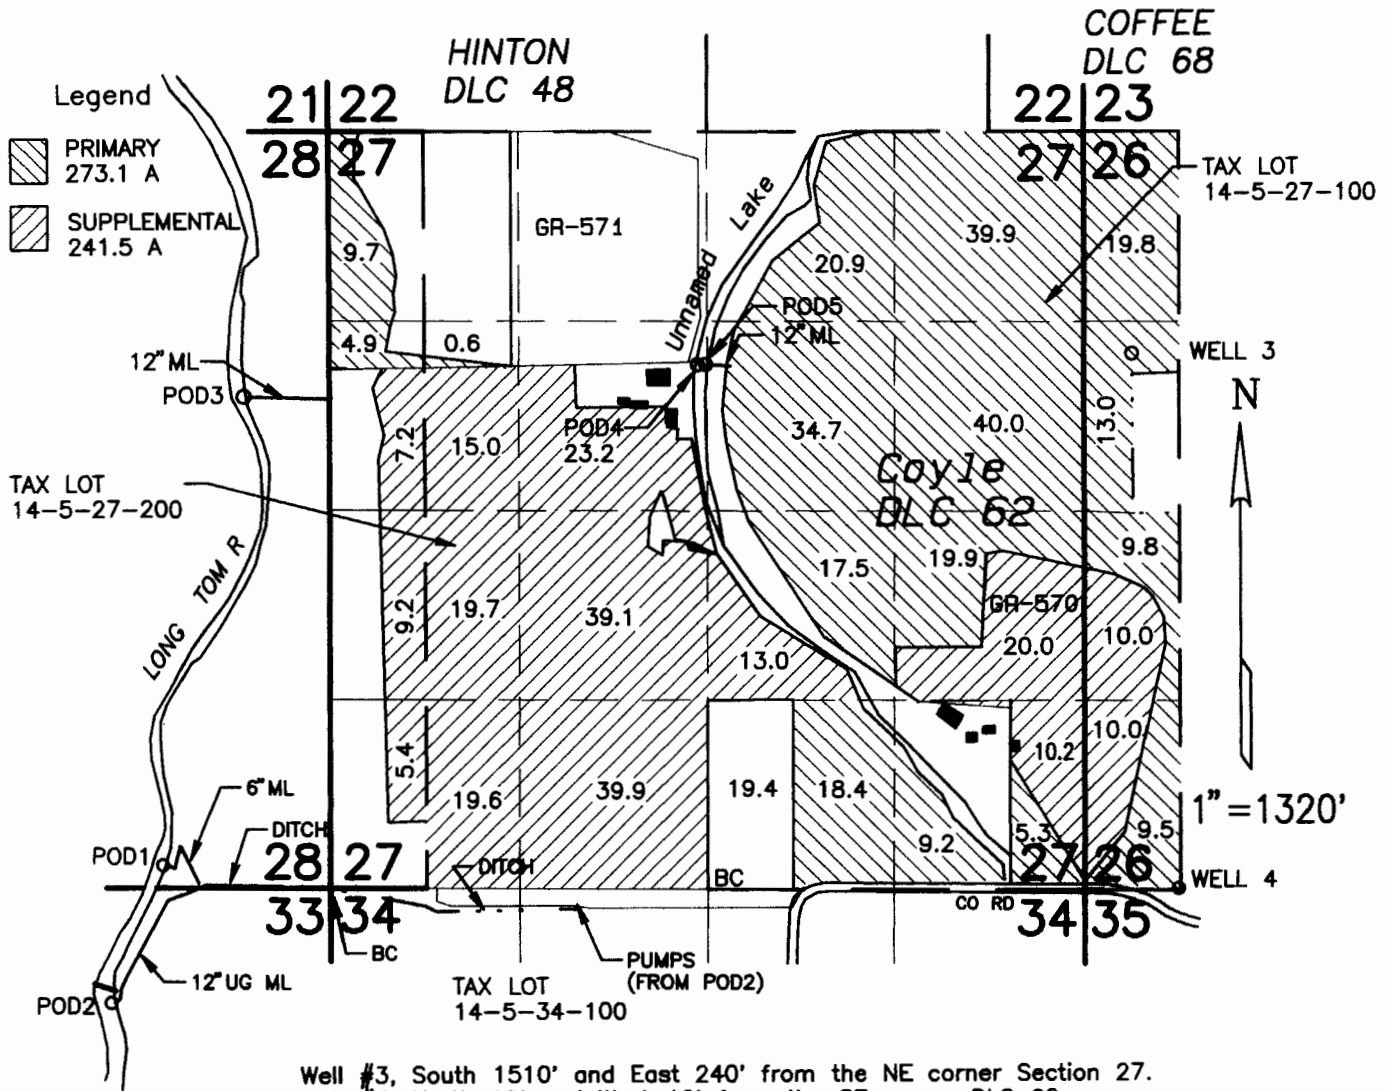 HINTON
DLC 48
COFFEE
DLC 68
Legend
PRIMARY
273.1 A
SUPPLEMENTAL
241.5 A
21 22
28 27
22 23
27 26
TAX LOT
14-5-27-100
GR-571
Unnamed Lake
9.7
39.9
19.8
20.9
POD5
12"ML
4.9
0.6
12"ML
POD3
WELL 3
N
POD4
23.2
7.2
15.0
34.7
40.0
13.0
Coyle
DLC 62
TAX LOT
14-5-27-200
LONG TOM R
17.5
19.9
9.8
GR-570
9.2
19.7
39.1
20.0
10.0
13.0
5.4
19.6
39.9
19.4
18.4
10.2
10.0
1"=1320'
6"ML
DITCH
POD1
28 27
33 34
DITCH
BC
9.2
5.3
9.5
27 26
34 35
WELL 4
CO RD
BC
12"UG ML
POD2
PUMPS
(FROM POD2)
TAX LOT
14-5-34-100
Well #3, South 1510' and East 240' from the NE corner Section 27.